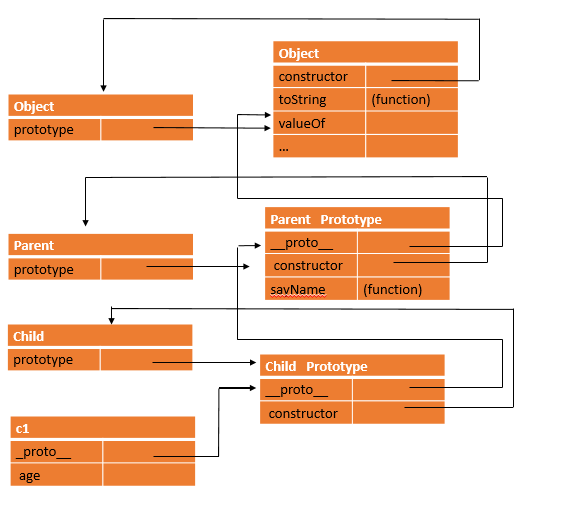 Object
constructor
toString (function)
valueOf
...
Object
prototype
Parent Prototype
__proto__
constructor
savName (function)
Parent
prototype
Child
prototype
Child Prototype
__proto__
constructor
c1
_proto__
age